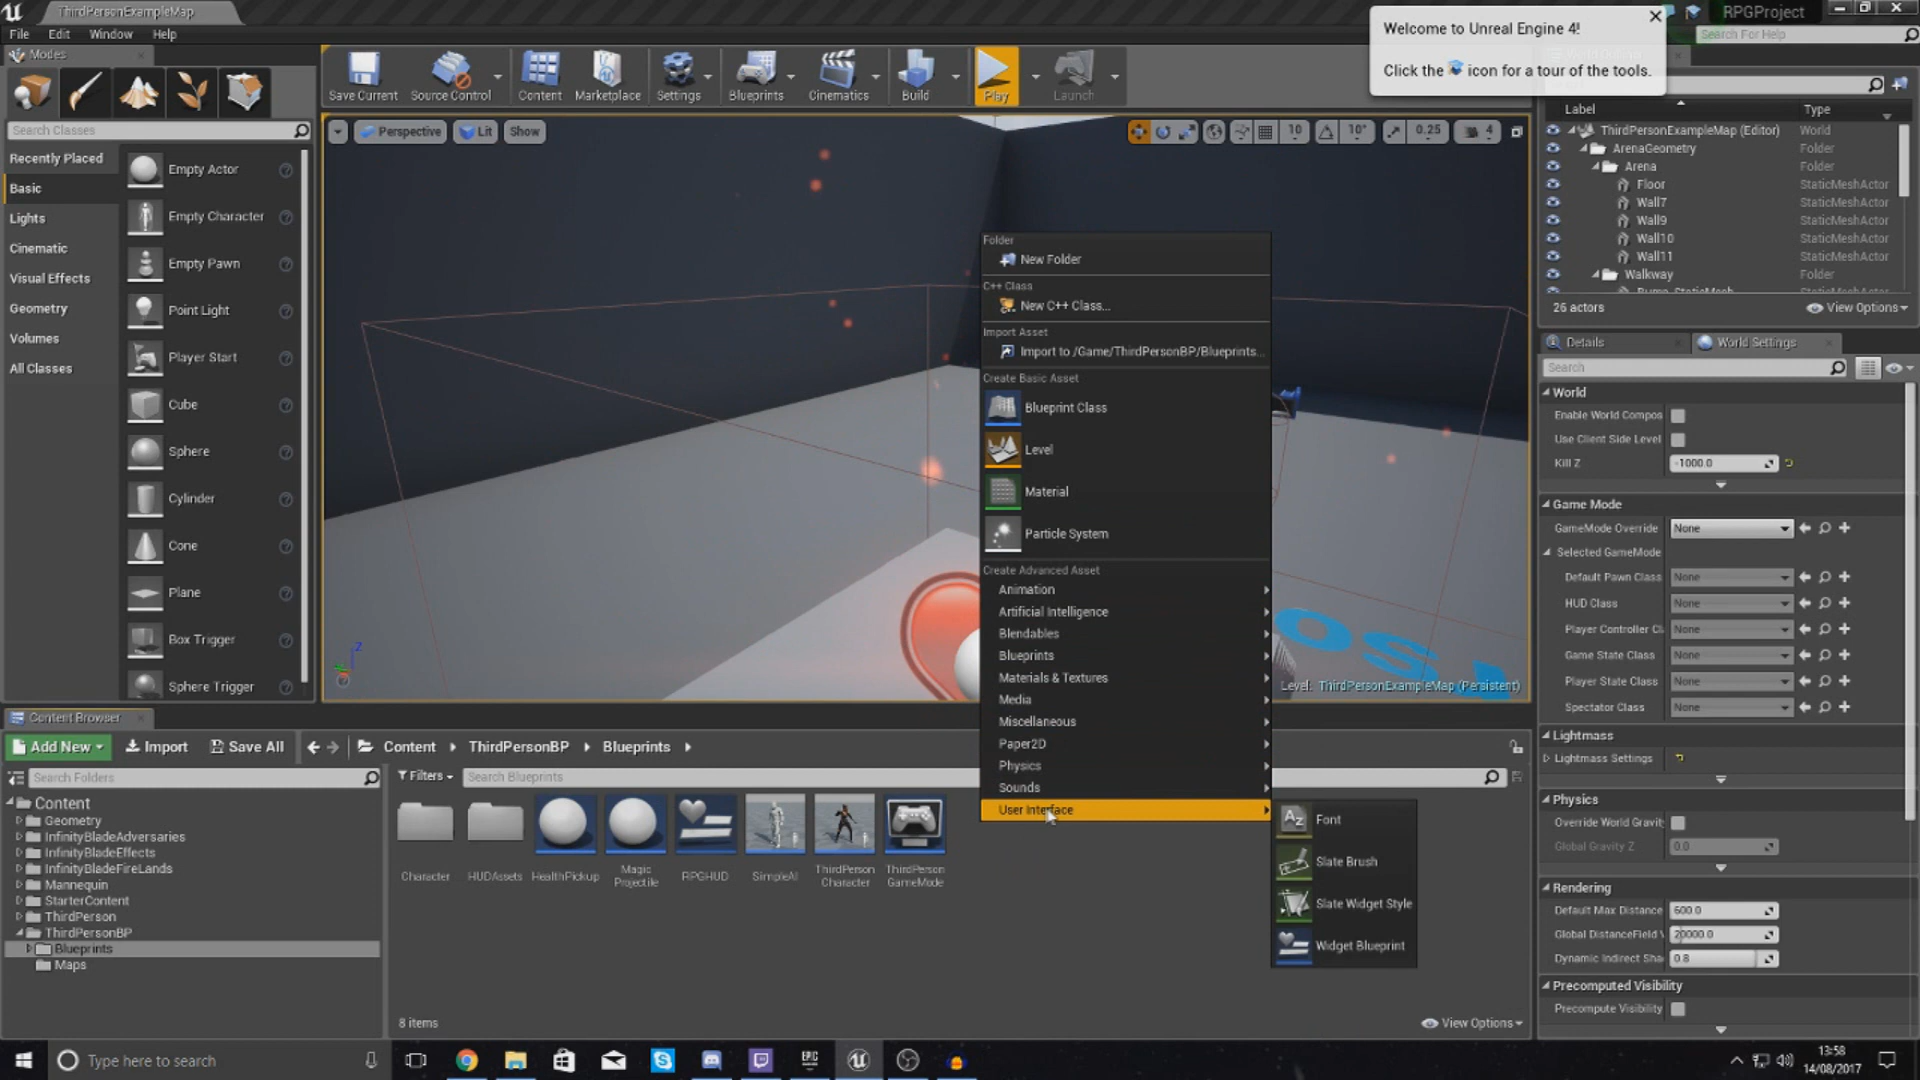 ThirdPersonExampleMap
RPGProject
File Edit Window Help
Search For Help
Welcome to Unreal Engine 4!
Click the icon for a tour of the tools.
Modes
Save Current
Source Control
Content
Marketplace
Settings
Blueprints
Cinematics
Build
Play
Launch
Search Classes
Recently Placed
Basic
Lights
Cinematic
Visual Effects
Geometry
Volumes
All Classes
Empty Actor
Empty Character
Empty Pawn
Point Light
Player Start
Cube
Sphere
Cylinder
Cone
Plane
Box Trigger
Sphere Trigger
Perspective
Lit
Show
10
10°
0.25
4
Z
Level: ThirdPersonExampleMap (Persistent)
Folder
New Folder
C++ Class
New C++ Class...
Import Asset
Import to /Game/ThirdPersonBP/Blueprints...
Create Basic Asset
Blueprint Class
Level
Material
Particle System
Create Advanced Asset
Animation
Artificial Intelligence
Blendables
Blueprints
Materials & Textures
Media
Miscellaneous
Paper2D
Physics
Sounds
User Interface
Font
Slate Brush
Slate Widget Style
Widget Blueprint
Label Type
ThirdPersonExampleMap (Editor) World
ArenaGeometry Folder
Arena Folder
Floor StaticMeshActor
Wall7 StaticMeshActor
Wall9 StaticMeshActor
Wall10 StaticMeshActor
Wall11 StaticMeshActor
Walkway Folder
26 actors
View Options
Details
World Settings
Search
World
Enable World Compos
Use Client Side Level
Kill Z -1000.0
Game Mode
GameMode Override None
Selected GameMode
Default Pawn Class None
HUD Class None
Player Controller Cl None
Game State Class None
Player State Class None
Spectator Class None
Lightmass
Lightmass Settings
Physics
Override World Gravit
Global Gravity Z 0.0
Rendering
Default Max Distance 600.0
Global DistanceField V 20000.0
Dynamic Indirect Sha 0.8
Precomputed Visibility
Precompute Visibility
Content Browser
Add New
Import
Save All
Content
ThirdPersonBP
Blueprints
Search Folders
Filters
Search Blueprints
Content
Geometry
InfinityBladeAdversaries
InfinityBladeEffects
InfinityBladeFireLands
Mannequin
StarterContent
ThirdPerson
ThirdPersonBP
Blueprints
Maps
Character
HUDAssets
HealthPickup
Magic
Projectile
RPGHUD
SimpleAI
ThirdPerson
Character
ThirdPerson
GameMode
8 items
View Options
Type here to search
EPIC
13:58
14/08/2017